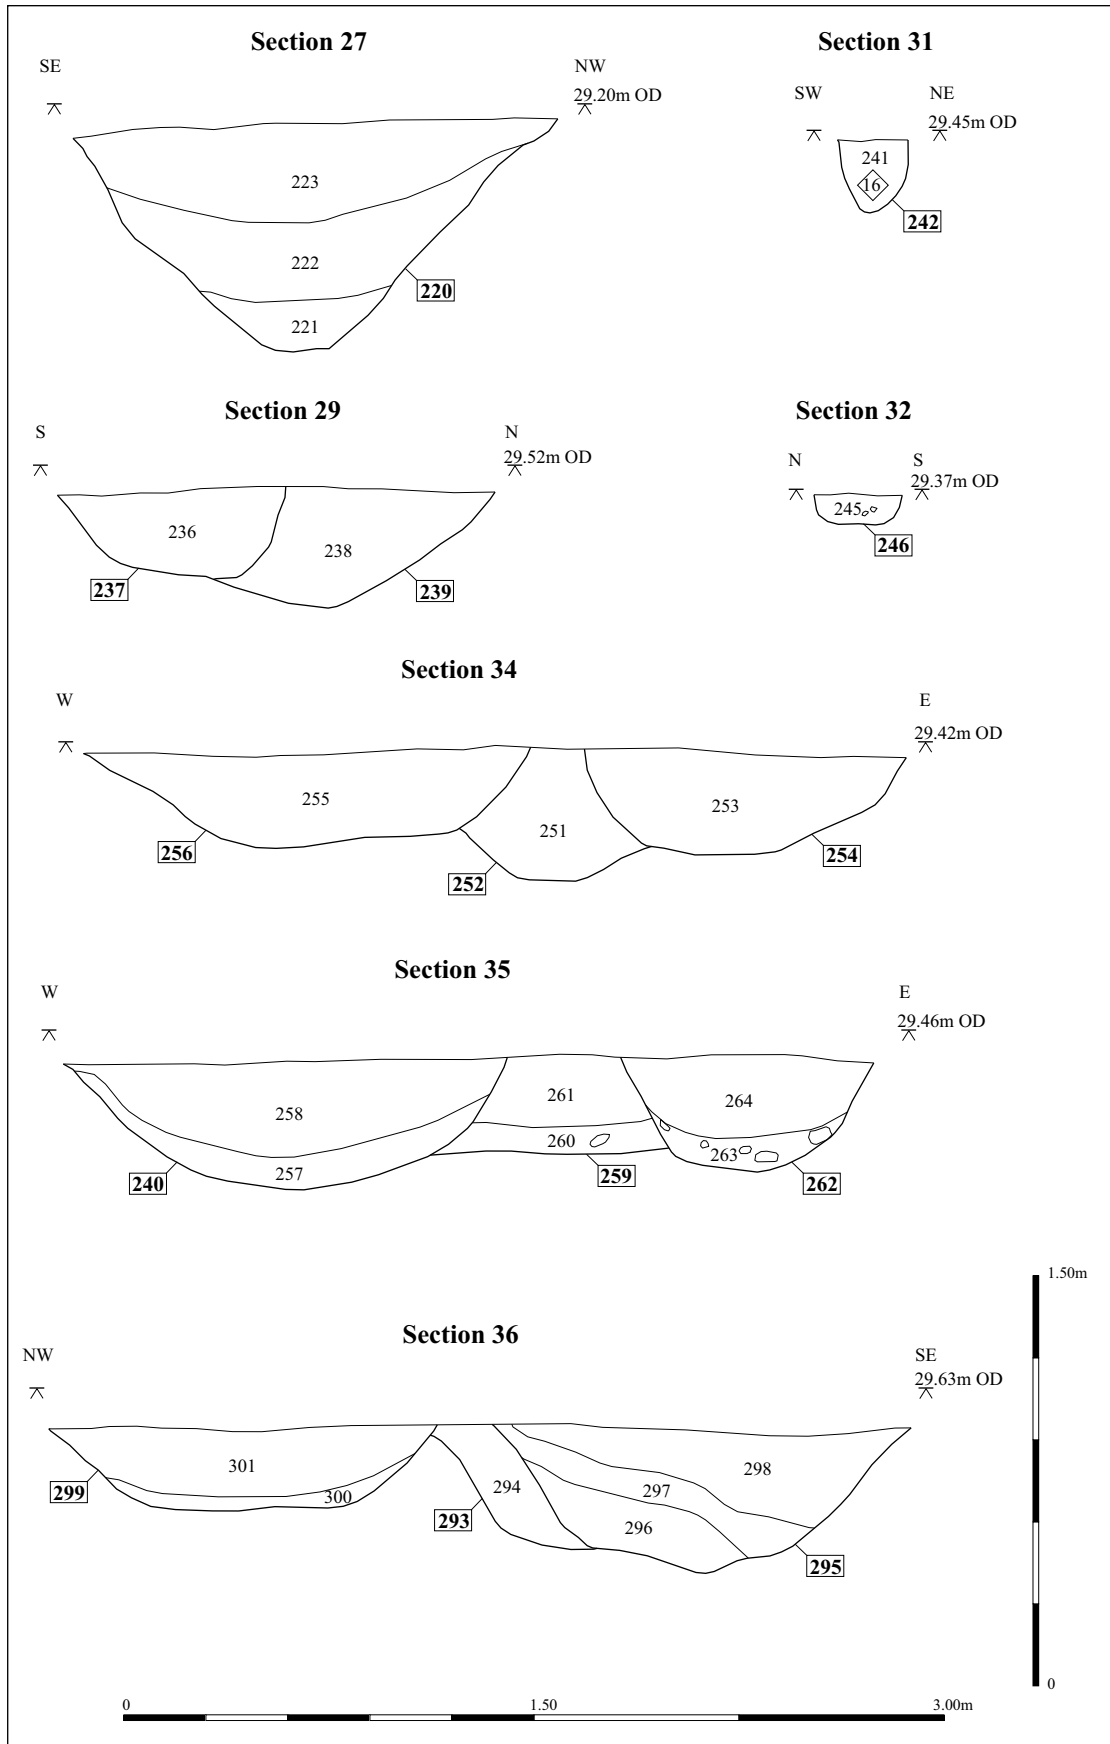 Section 27
SE
NW
29.20m OD
223
222
220
221
Section 31
SW
NE
29.45m OD
241
16
242
Section 29
S
N
29.52m OD
236
238
237
239
Section 32
N
S
29.37m OD
245
246
Section 34
W
E
29.42m OD
255
253
251
256
254
252
Section 35
W
E
29.46m OD
258
261
264
260
263
257
240
259
262
1.50m
0
Section 36
NW
SE
29.63m OD
301
298
294
297
299
300
293
296
295
0
1.50
3.00m